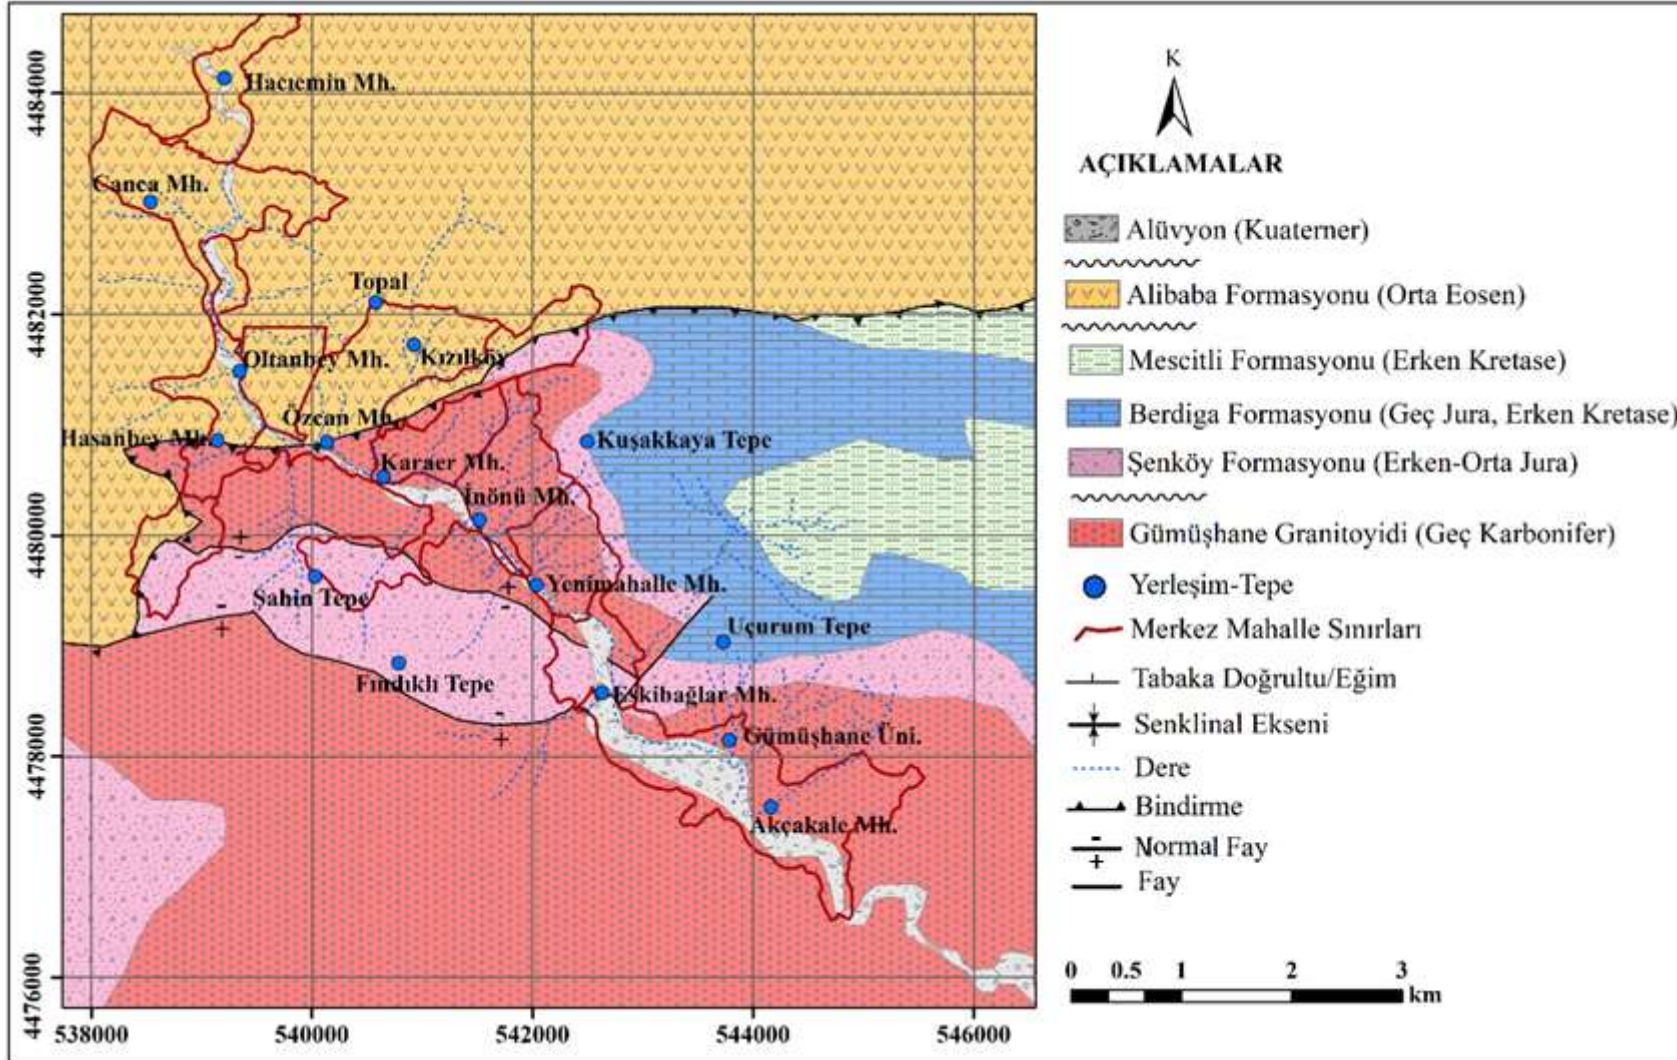 Hacıemin Mh.
Canca Mh.
Topal
Kızılköy
Oltanbey Mh.
Özcan Mh.
Hasanbey Mh.
Karaer Mh.
Kuşakkaya Tepe
İnönü Mh.
Yenimahalle Mh.
Şahin Tepe
Uçurum Tepe
Fındıklı Tepe
Eskibağlar Mh.
Gümüşhane Üni.
Akçakale Mh.
4484000
4482000
4480000
4478000
4476000
538000
540000
542000
544000
546000
K
AÇIKLAMALAR
Alüvyon (Kuaterner)
Alibaba Formasyonu (Orta Eosen)
Mescitli Formasyonu (Erken Kretase)
Berdiga Formasyonu (Geç Jura, Erken Kretase)
Şenköy Formasyonu (Erken-Orta Jura)
Gümüşhane Granitoyidi (Geç Karbonifer)
Yerleşim-Tepe
Merkez Mahalle Sınırları
Tabaka Doğrultu/Eğim
Senklinal Ekseni
Dere
Bindirme
Normal Fay
Fay
0 0.5 1 2 3
km